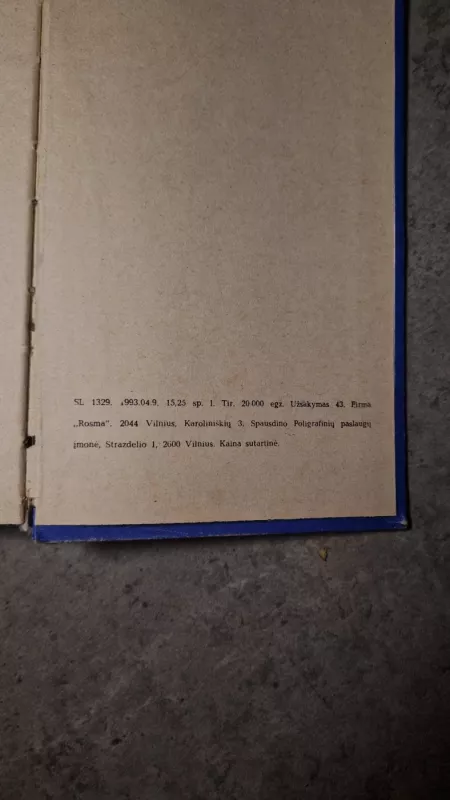 SL 1329. 1993.04.9. 15,25 sp. l. Tir. 20 000 egz. Užsakymas 43. Firma
„Rosma“. 2044 Vilnius, Karoliniškių 3. Spausdino Poligrafinių paslaugų
įmonė, Strazdelio 1, 2600 Vilnius. Kaina sutartinė.